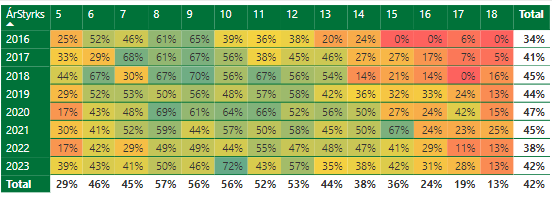 ÅrStyrks 5 6 7 8 9 10 11 12 13 14 15 16 17 18 Total
2016 25% 52% 46% 61% 65% 39% 36% 38% 20% 24% 0% 0% 6% 0% 34%
2017 33% 29% 68% 61% 67% 56% 38% 45% 46% 27% 27% 17% 7% 5% 41%
2018 44% 67% 30% 67% 70% 56% 67% 56% 54% 14% 21% 14% 0% 16% 45%
2019 29% 52% 53% 50% 56% 44% 55% 58% 42% 36% 32% 33% 24% 13% 44%
2020 17% 43% 48% 69% 61% 64% 66% 52% 56% 50% 27% 24% 42% 15% 47%
2021 30% 41% 52% 59% 44% 57% 50% 58% 45% 50% 67% 24% 23% 25% 45%
2022 17% 42% 29% 49% 49% 44% 48% 57% 48% 41% 29% 29% 11% 13% 38%
2023 39% 43% 41% 50% 46% 72% 43% 57% 35% 38% 42% 31% 28% 13% 42%
Total 29% 46% 45% 57% 56% 56% 52% 53% 44% 38% 36% 24% 19% 13% 42%